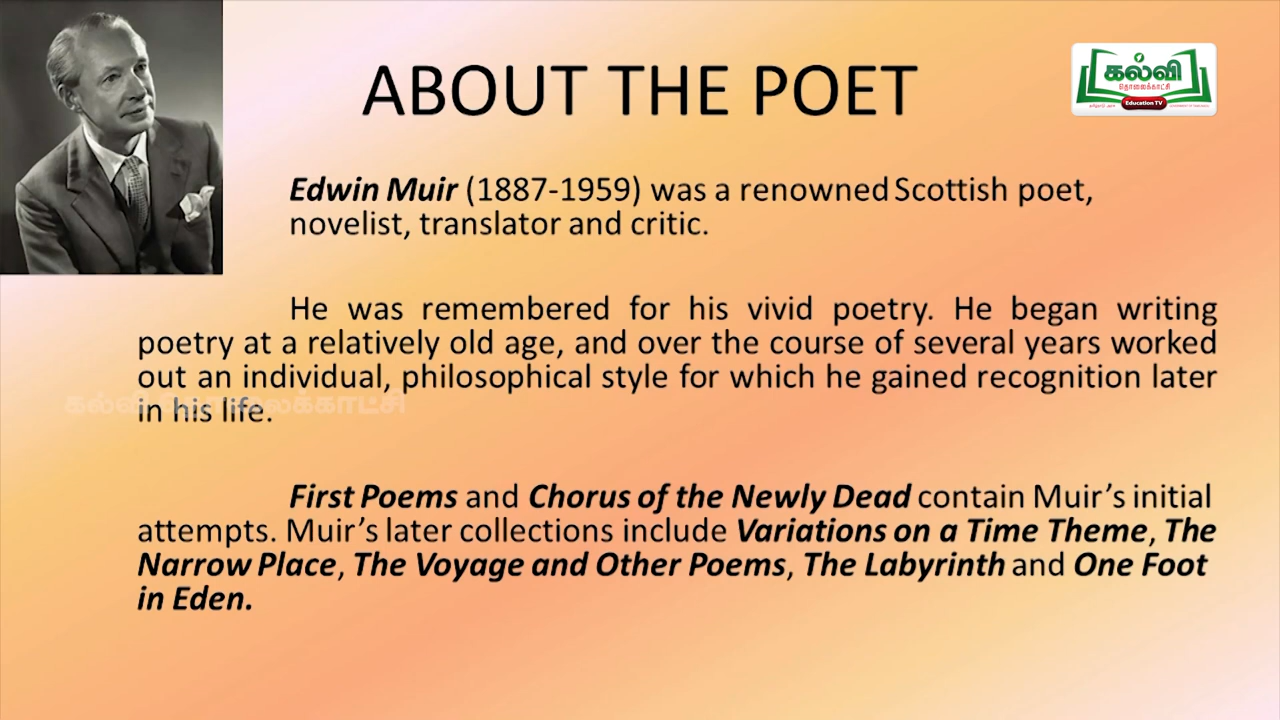 ABOUT THE POET
கல்வி
தொலைக்காட்சி
Education TV
Edwin Muir (1887-1959) was a renowned Scottish poet,
novelist, translator and critic.
He was remembered for his vivid poetry. He began writing
poetry at a relatively old age, and over the course of several years worked
out an individual, philosophical style for which he gained recognition later
in his life.
கல்வி தொலைக்காட்சி
First Poems and Chorus of the Newly Dead contain Muir’s initial
attempts. Muir’s later collections include Variations on a Time Theme, The
Narrow Place, The Voyage and Other Poems, The Labyrinth and One Foot
in Eden.